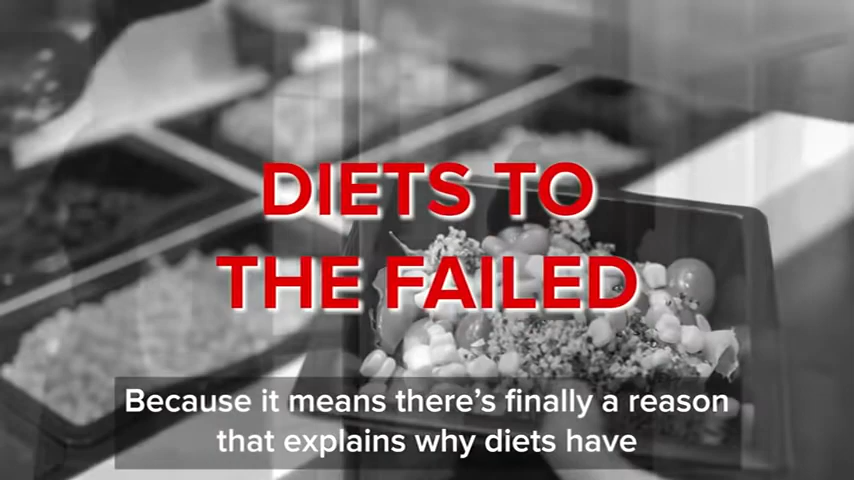 DIETS TO
THE FAILED
Because it means there's finally a reason
that explains why diets have